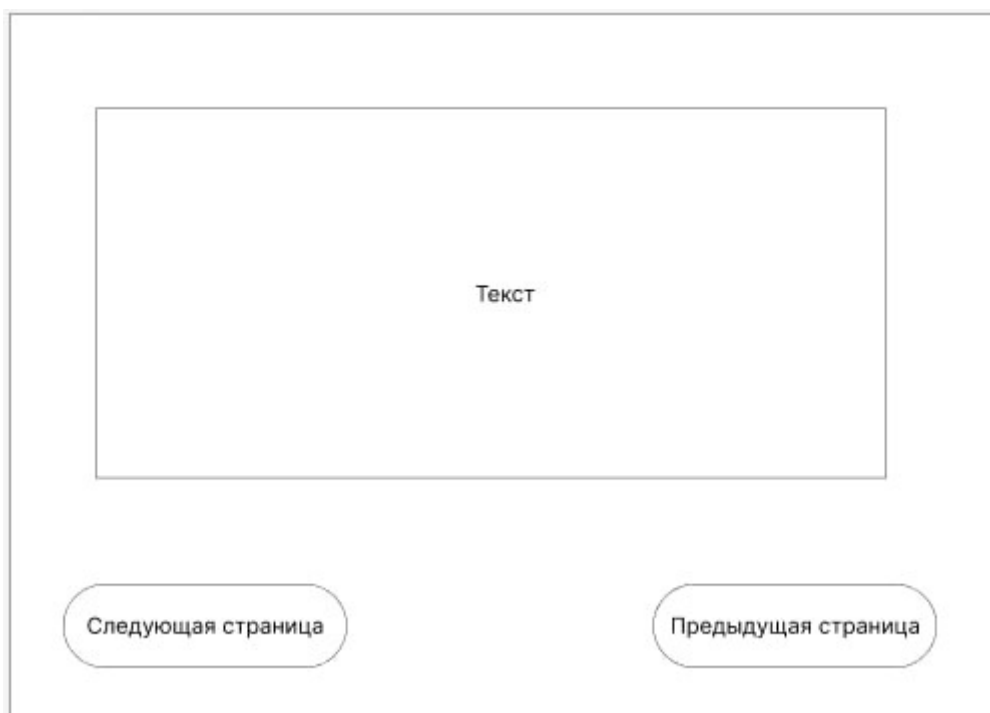 Текст
Следующая страница
Предыдущая страница